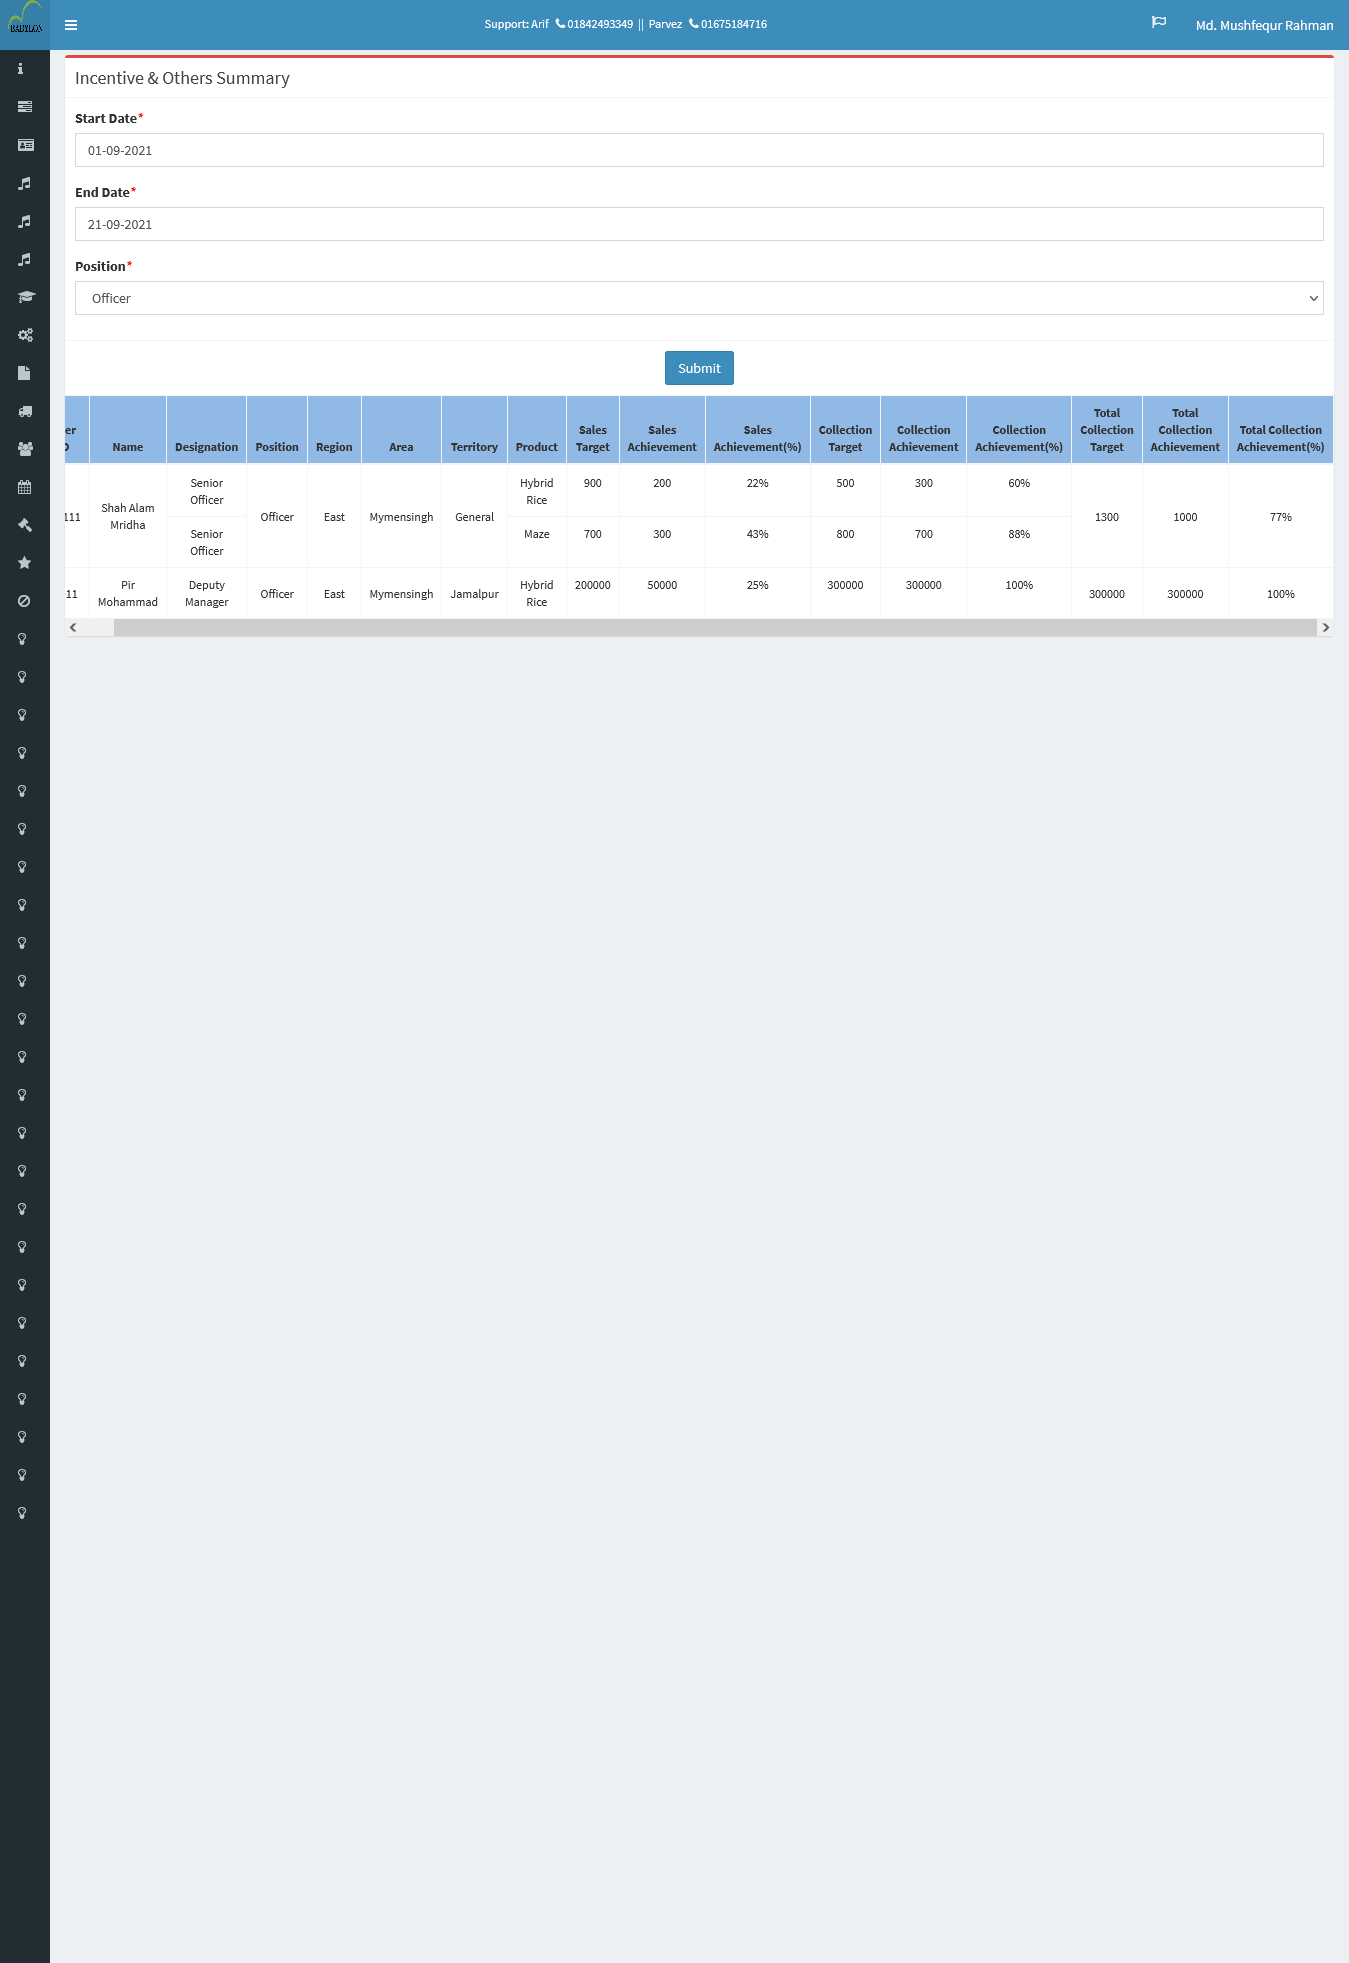 BABYLON
Support: Arif 01842493349 || Parvez 01675184716
Md. Mushfequr Rahman
Incentive & Others Summary
Start Date*
01-09-2021
End Date*
21-09-2021
Position*
Officer
Submit
er Name Designation Position Region Area Territory Product Sales Target Sales Achievement Sales Achievement(%) Collection Target Collection Achievement Collection Achievement(%) Total Collection Target Total Collection Achievement Total Collection Achievement(%)
111 Shah Alam Mridha Senior Officer Officer East Mymensingh General Hybrid Rice 900 200 22% 500 300 60% 1300 1000 77%
Senior Officer Maze 700 300 43% 800 700 88%
11 Pir Mohammad Deputy Manager Officer East Mymensingh Jamalpur Hybrid Rice 200000 50000 25% 300000 300000 100% 300000 300000 100%